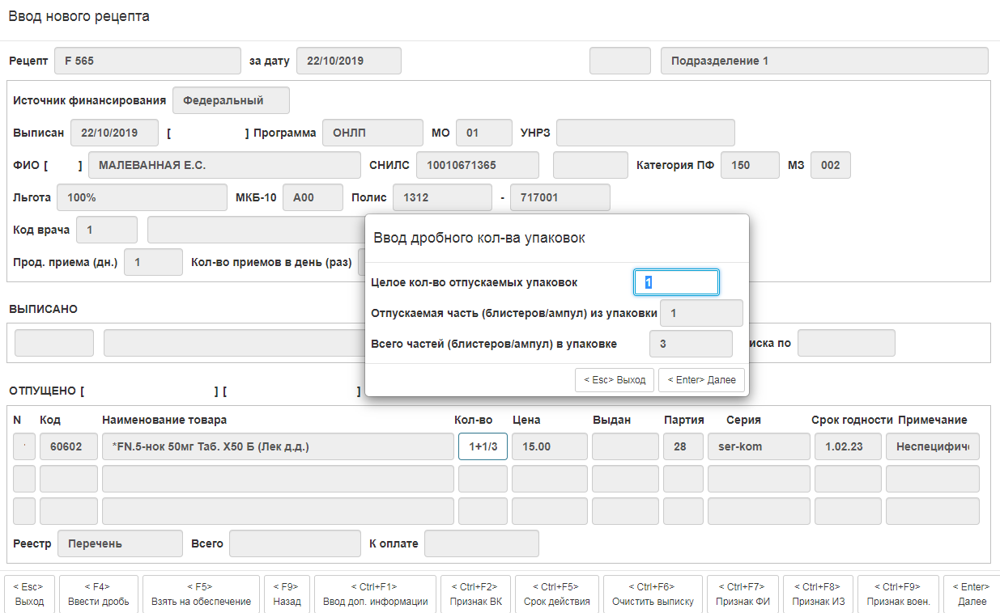 Ввод нового рецепта
Рецепт F 565 за дату 22/10/2019 Подразделение 1
Источник финансирования Федеральный
Выписан 22/10/2019 [ ] Программа ОНЛП МО 01 УНРЗ
ФИО [ ] МАЛЕВАННАЯ Е.С. СНИЛС 10010671365 Категория ПФ 150 МЗ 002
Льгота 100% МКБ-10 A00 Полис 1312 - 717001
Код врача 1
Прод. приема (дн.) 1 Кол-во приемов в день (раз)
Ввод дробного кол-ва упаковок
Целое кол-во отпускаемых упаковок 1
Отпускаемая часть (блистеров/ампул) из упаковки 1
Всего частей (блистеров/ампул) в упаковке 3
< Esc> Выход < Enter> Далее
ВЫПИСАНО
иска по
ОТПУЩЕНО [ ] [ ]
N Код Наименование товара Кол-во Цена Выдан Партия Серия Срок годности Примечание
60602 *FN.5-нок 50мг Таб. Х50 Б (Лек д.д.) 1+1/3 15.00 28 ser-kom 1.02.23 Неспецифич
Реестр Перечень Всего К оплате
< Esc> < F4> < F5> < F9> < Ctrl+F1> < Ctrl+F2> < Ctrl+F5> < Ctrl+F6> < Ctrl+F7> < Ctrl+F8> < Ctrl+F9> < Enter>
Выход Ввести дробь Взять на обеспечение Назад Ввод доп. информации Признак ВК Срок действия Очистить выписку Признак ФИ Признак ИЗ Признак воен. Далее